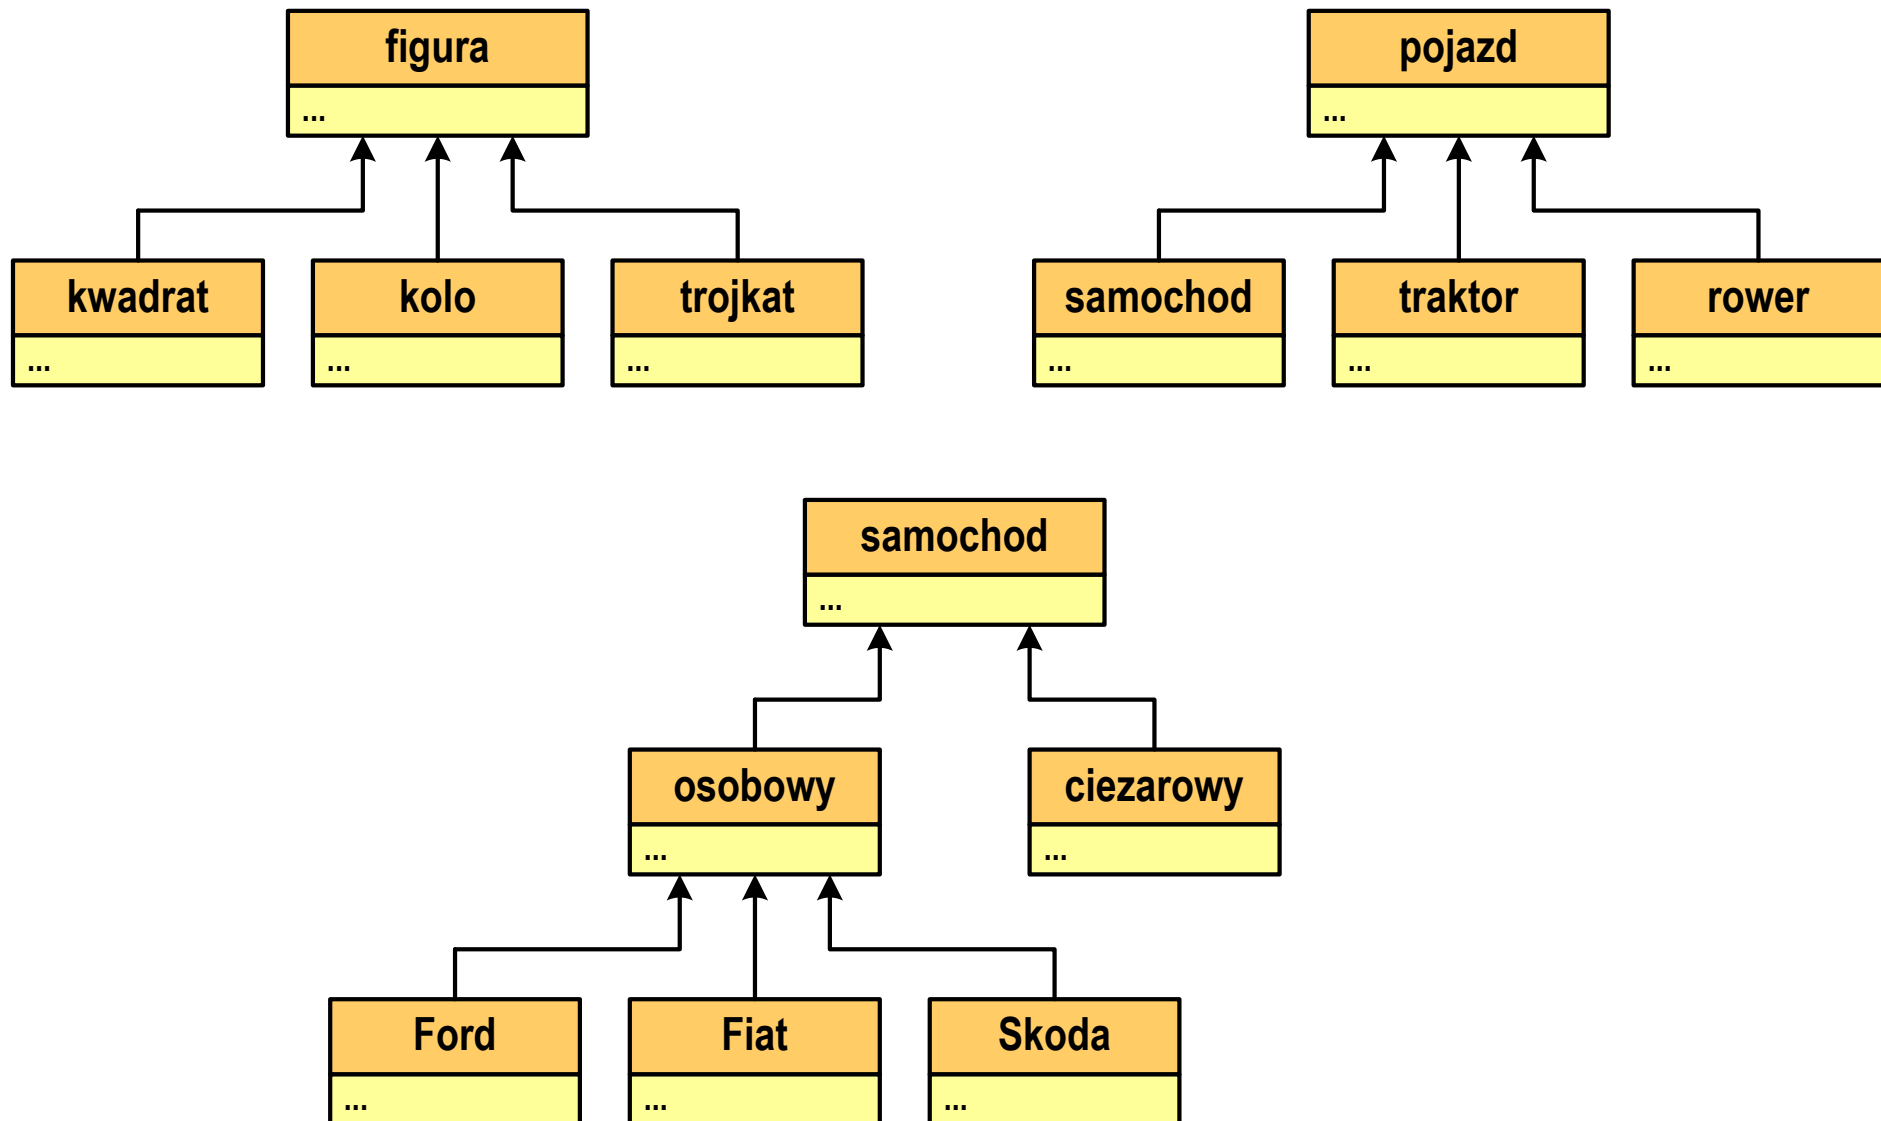 figura
...
pojazd
...
kwadrat
...
kolo
...
trojkat
...
samochod
...
traktor
...
rower
...
samochod
...
osobowy
...
ciezarowy
...
Ford
...
Fiat
...
Skoda
...